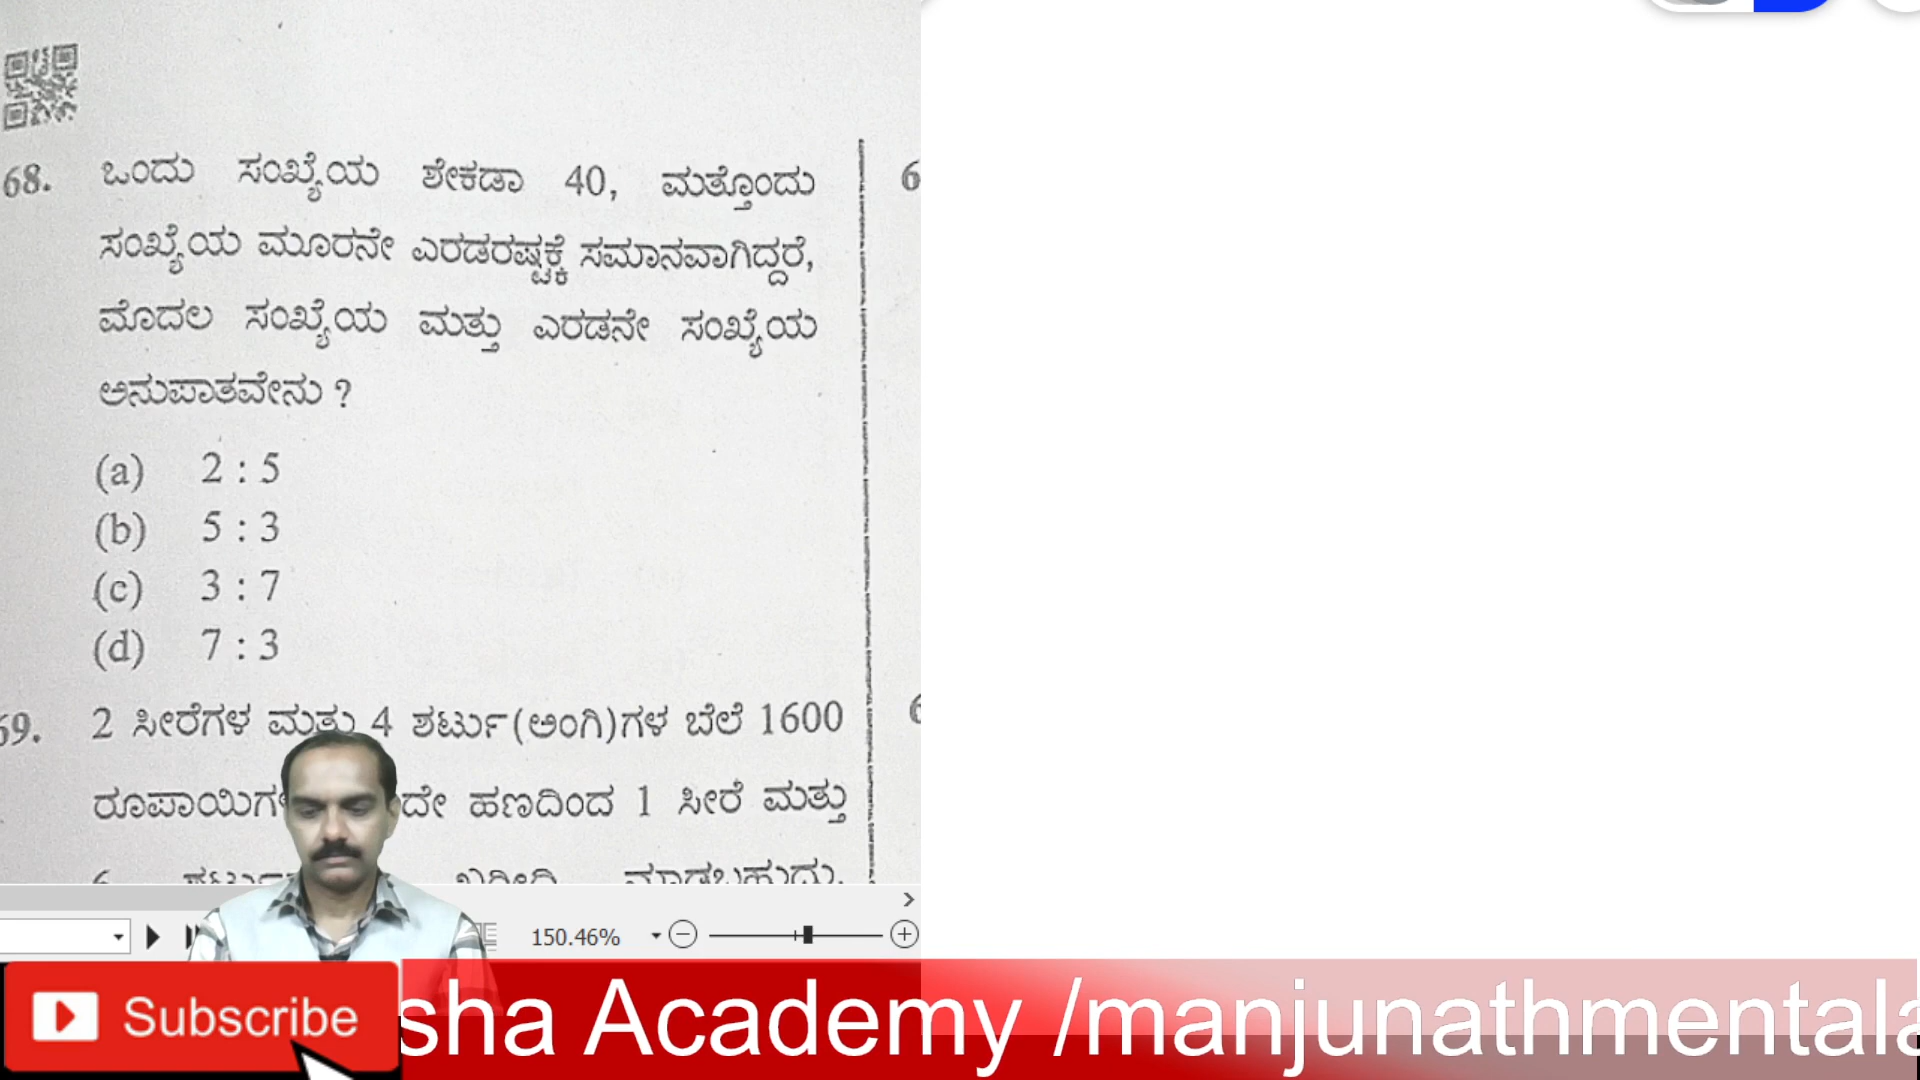 68. ಒಂದು ಸಂಖ್ಯೆಯ ಶೇಕಡಾ 40, ಮತ್ತೊಂದು
ಸಂಖ್ಯೆಯ ಮೂರನೇ ಎರಡರಷ್ಟಕ್ಕೆ ಸಮಾನವಾಗಿದ್ದರೆ,
ಮೊದಲ ಸಂಖ್ಯೆಯ ಮತ್ತು ಎರಡನೇ ಸಂಖ್ಯೆಯ
ಅನುಪಾತವೇನು ?
(a) 2 : 5
(b) 5 : 3
(c) 3 : 7
(d) 7 : 3
69. 2 ಸೀರೆಗಳ ಮತ್ತು 4 ಶರ್ಟು(ಅಂಗಿ)ಗಳ ಬೆಲೆ 1600
ಹಣದಿಂದ 1 ಸೀರೆ ಮತ್ತು
150.46%
Subscribe
sha Academy /manjunathmentala